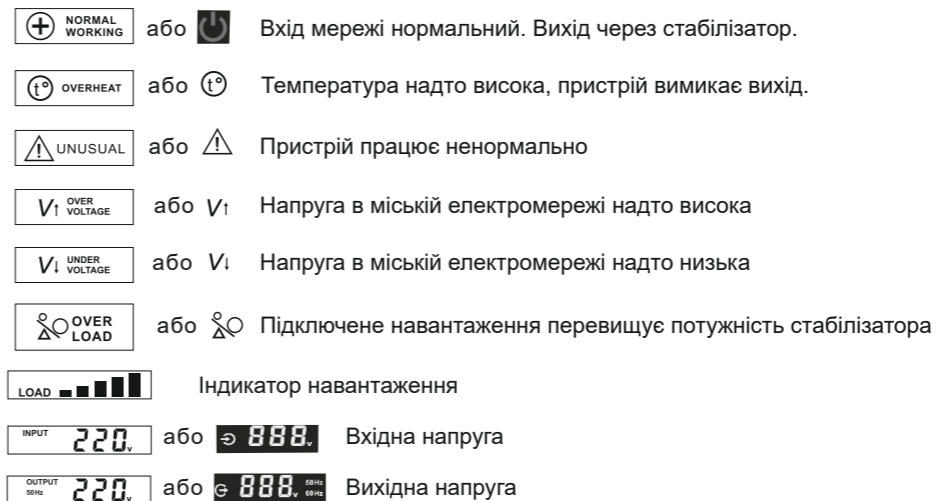 NORMAL WORKING або Вхід мережі нормальний. Вихід через стабілізатор.
t° OVERHEAT або t° Температура надто висока, пристрій вимикає вихід.
UNUSUAL або Пристрій працює ненормально
V↑ OVER VOLTAGE або V↑ Напруга в міській електромережі надто висока
V↓ UNDER VOLTAGE або V↓ Напруга в міській електромережі надто низька
OVER LOAD або Підключене навантаження перевищує потужність стабілізатора
LOAD Індикатор навантаження
INPUT 220v або 888v Вхідна напруга
OUTPUT 50Hz 220v або 888v 50Hz 60Hz Вихідна напруга